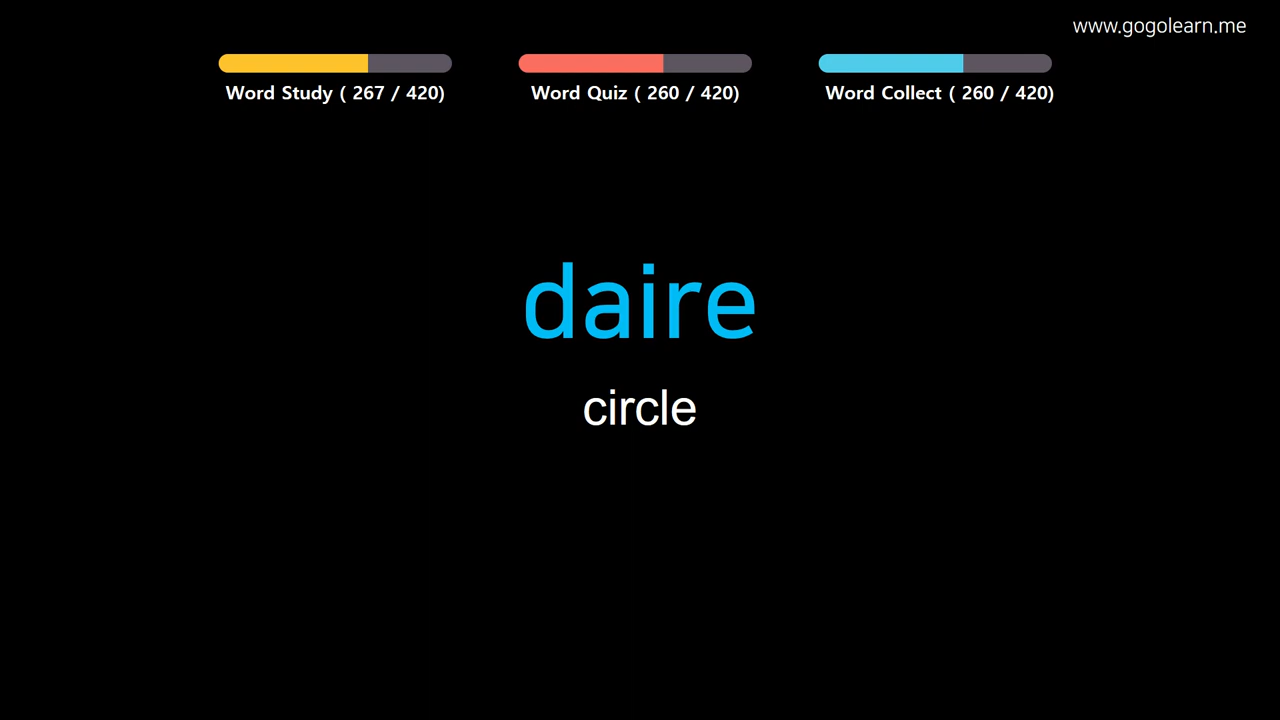 www.gogolearn.me
Word Study ( 267 / 420)
Word Quiz ( 260 / 420)
Word Collect ( 260 / 420)
daire
circle